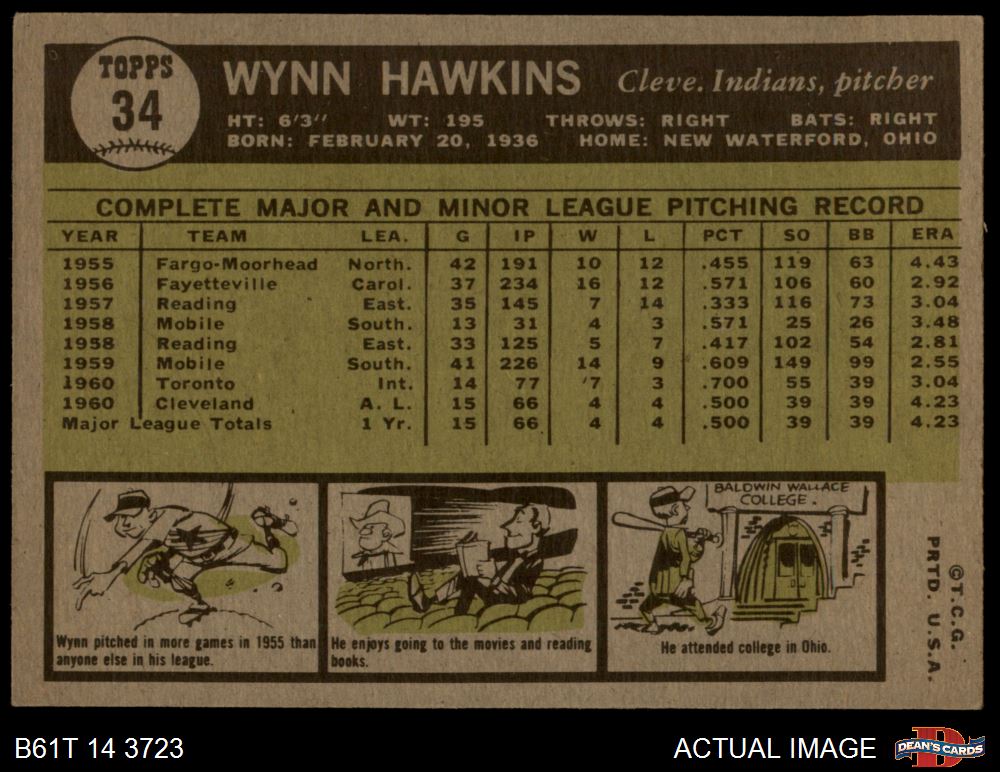 TOPPS
34
WYNN HAWKINS Cleve. Indians, pitcher
HT: 6'3" WT: 195 THROWS: RIGHT BATS: RIGHT
BORN: FEBRUARY 20, 1936 HOME: NEW WATERFORD, OHIO
COMPLETE MAJOR AND MINOR LEAGUE PITCHING RECORD
YEAR TEAM LEA. G IP W L PCT SO BB ERA
1955 Fargo-Moorhead North. 42 191 10 12 .455 119 63 4.43
1956 Fayetteville Carol. 37 234 16 12 .571 106 60 2.92
1957 Reading East. 35 145 7 14 .333 116 73 3.04
1958 Mobile South. 13 31 4 3 .571 25 26 3.48
1958 Reading East. 33 125 5 7 .417 102 54 2.81
1959 Mobile South. 41 226 14 9 .609 149 99 2.55
1960 Toronto Int. 14 77 7 3 .700 55 39 3.04
1960 Cleveland A. L. 15 66 4 4 .500 39 39 4.23
Major League Totals 1 Yr. 15 66 4 4 .500 39 39 4.23
Wynn pitched in more games in 1955 than
anyone else in his league.
He enjoys going to the movies and reading
books.
BALDWIN WALLACE
COLLEGE.
He attended college in Ohio.
©T.C.G.
PRTD. U.S.A.
B61T 14 3723
ACTUAL IMAGE
D
DEAN'S CARDS